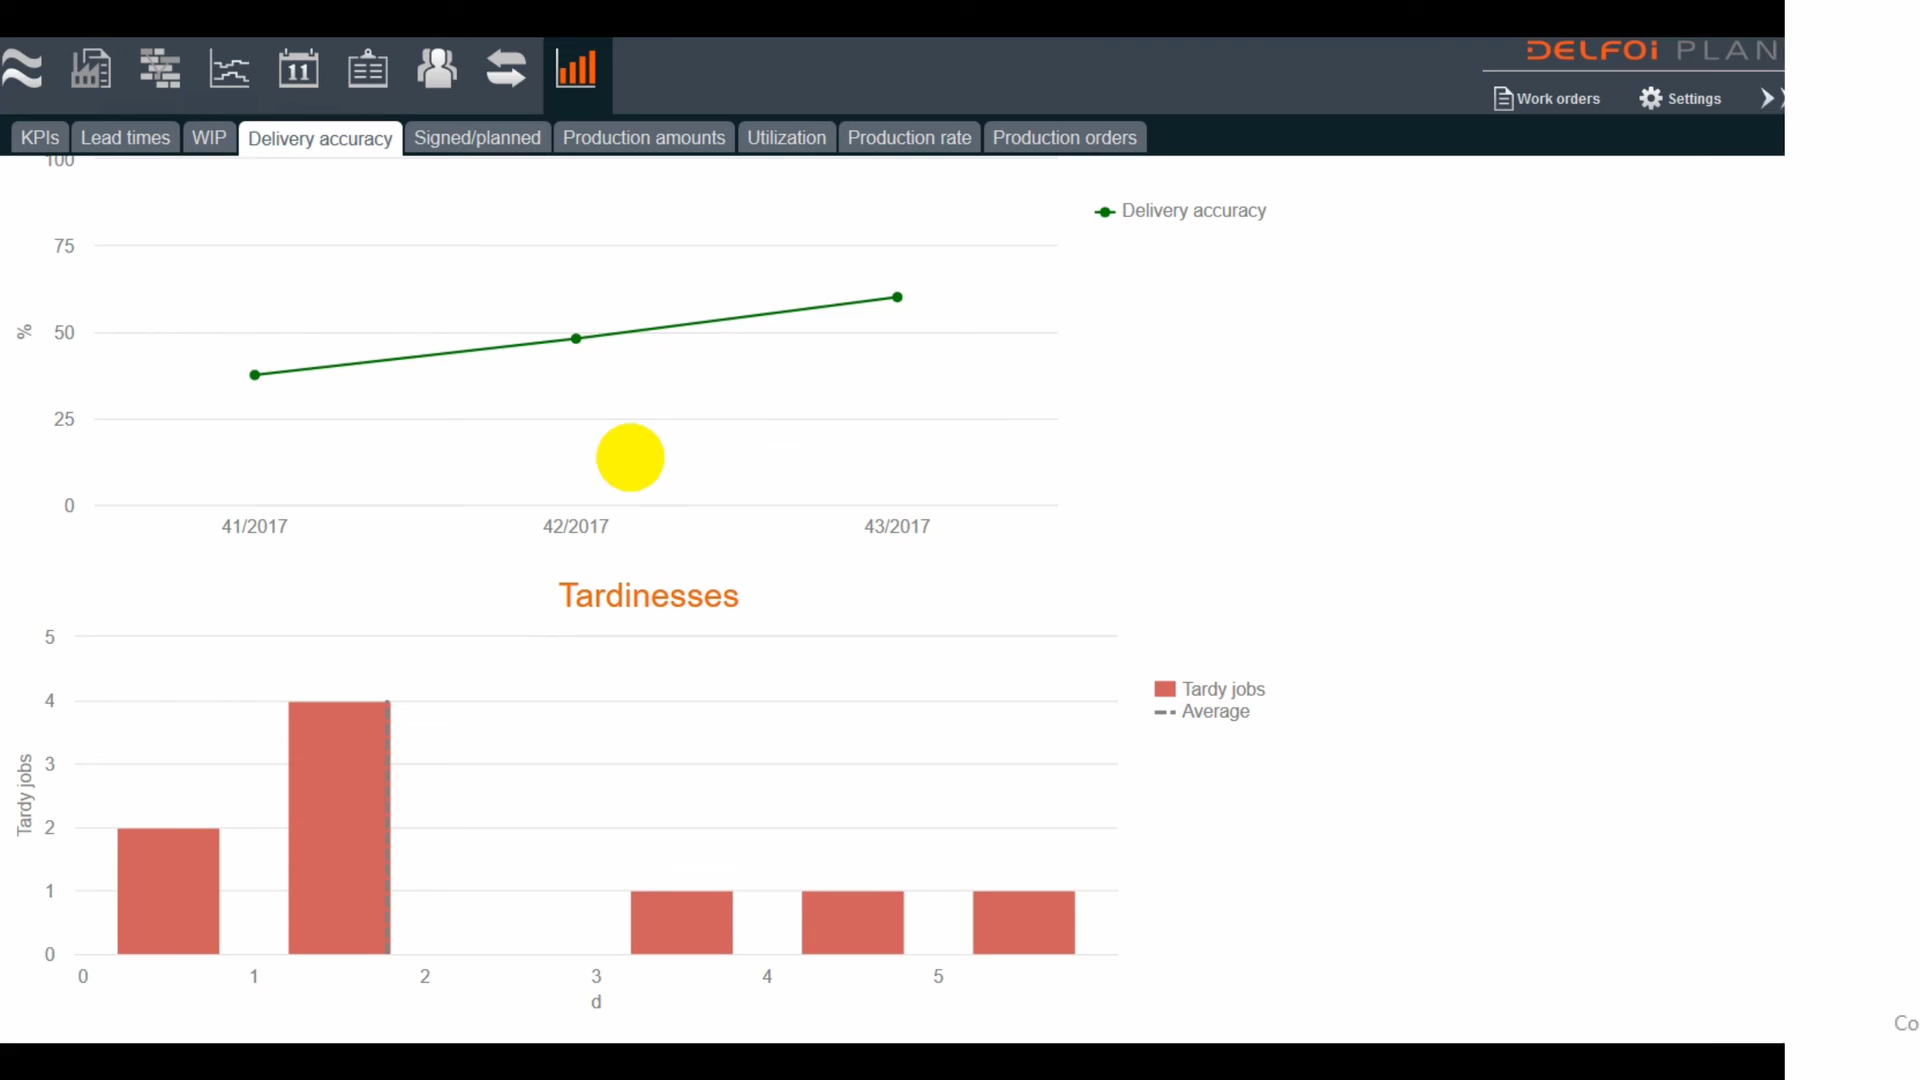 DELFOi PLAN
11
Work orders Settings
KPIs Lead times WIP Delivery accuracy Signed/planned Production amounts Utilization Production rate Production orders
100
75
50
25
0
%
41/2017 42/2017 43/2017
Delivery accuracy
Tardinesses
5
4
3
2
1
0
Tardy jobs
0 1 2 3 4 5
d
Tardy jobs
Average
Co